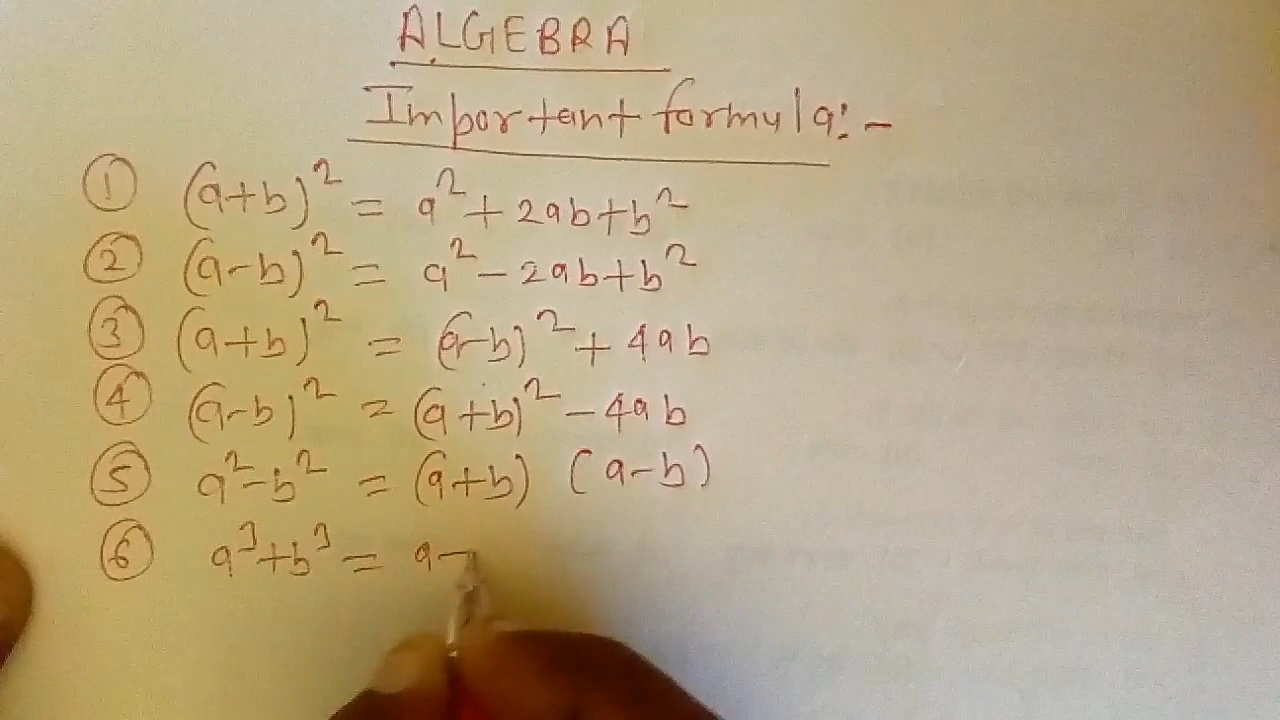 ALGEBRA
Important formula:-
① (a+b)² = a²+2ab+b²
② (a-b)² = a²-2ab+b²
③ (a+b)² = (a-b)²+4ab
④ (a-b)² = (a+b)²-4ab
⑤ a²-b² = (a+b) (a-b)
⑥ a³+b³ = a-